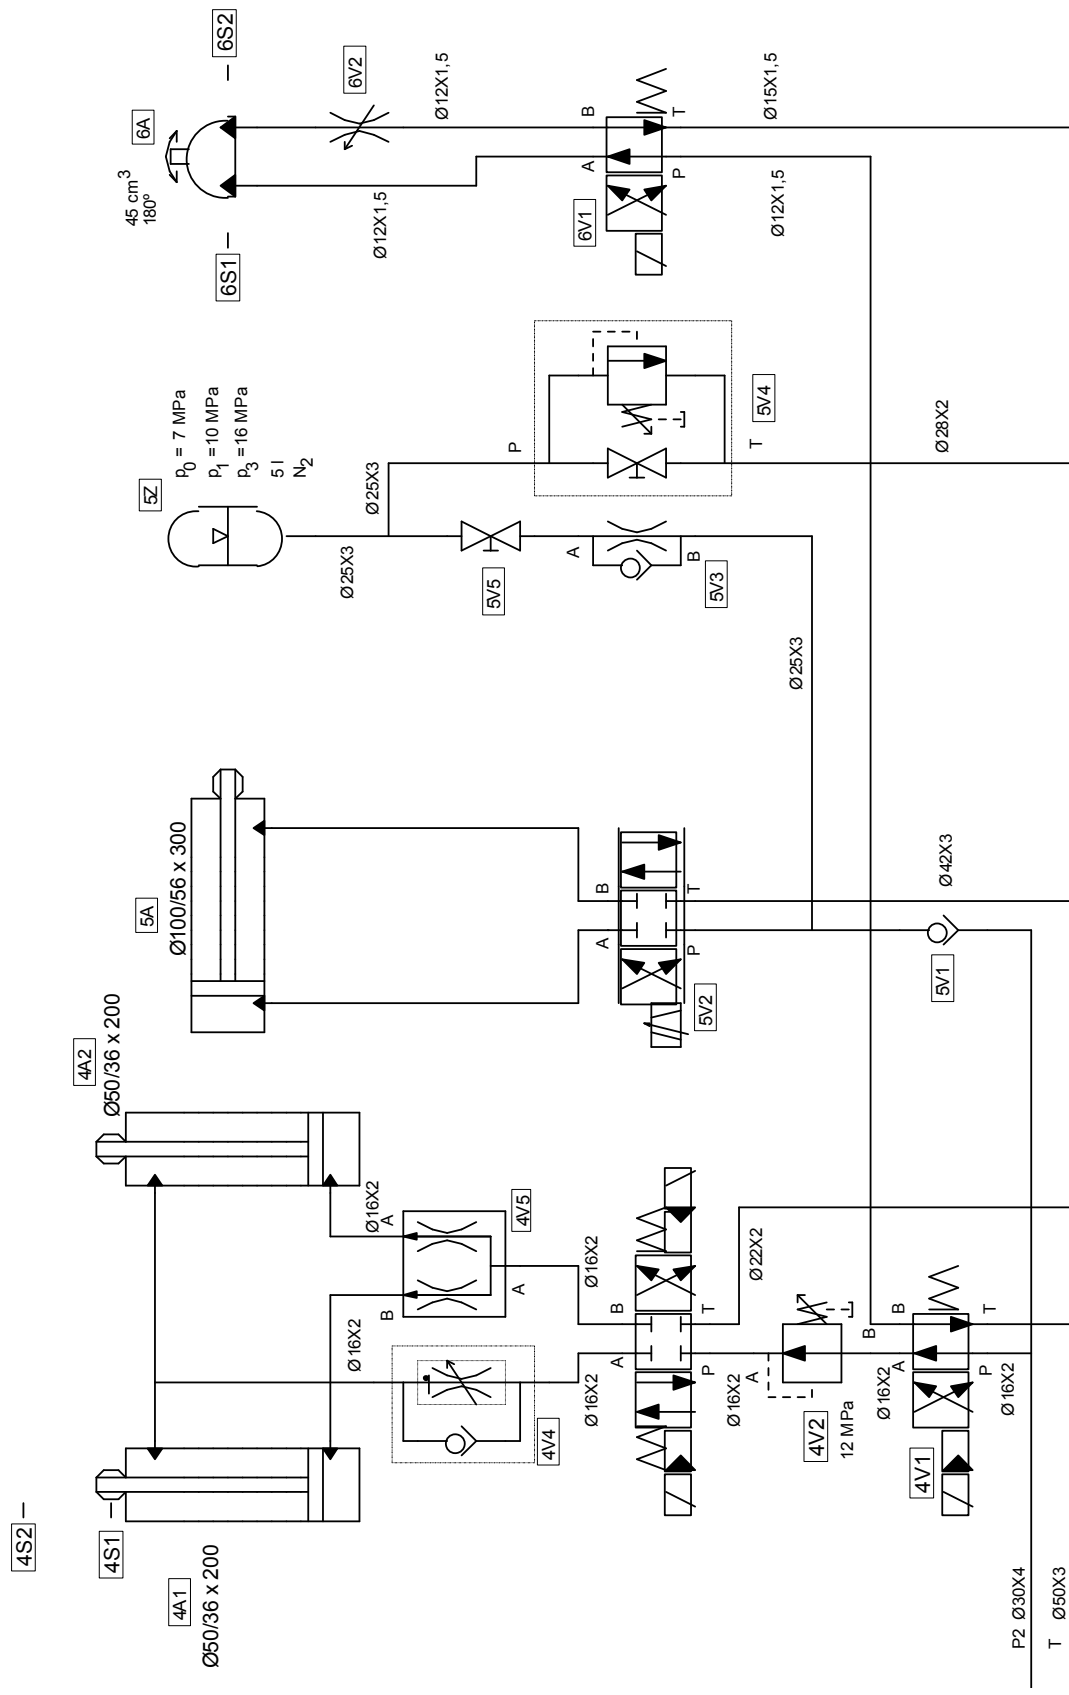 4S2
4S1
4A1
Ø50/36 x 200
4A2
Ø50/36 x 200
Ø16X2
A
B
4V5
A
Ø16X2
4V4
Ø16X2
Ø16X2
B
A
T
P
Ø22X2
Ø16X2
A
4V2
12 MPa
B
Ø16X2
B
A
T
P
Ø16X2
4V1
P2 Ø30X4
T Ø50X3
5A
Ø100/56 x 300
B
A
T
P
5V2
Ø42X3
5V1
5Z
p0 = 7 MPa
p1 =10 MPa
p3 =16 MPa
5 l
N2
Ø25X3
Ø25X3
5V5
A
B
5V3
Ø25X3
P
T
5V4
Ø28X2
6S1
6S2
6A
45 cm3
180º
6V2
Ø12X1,5
Ø12X1,5
B
A
T
P
6V1
Ø15X1,5
Ø12X1,5